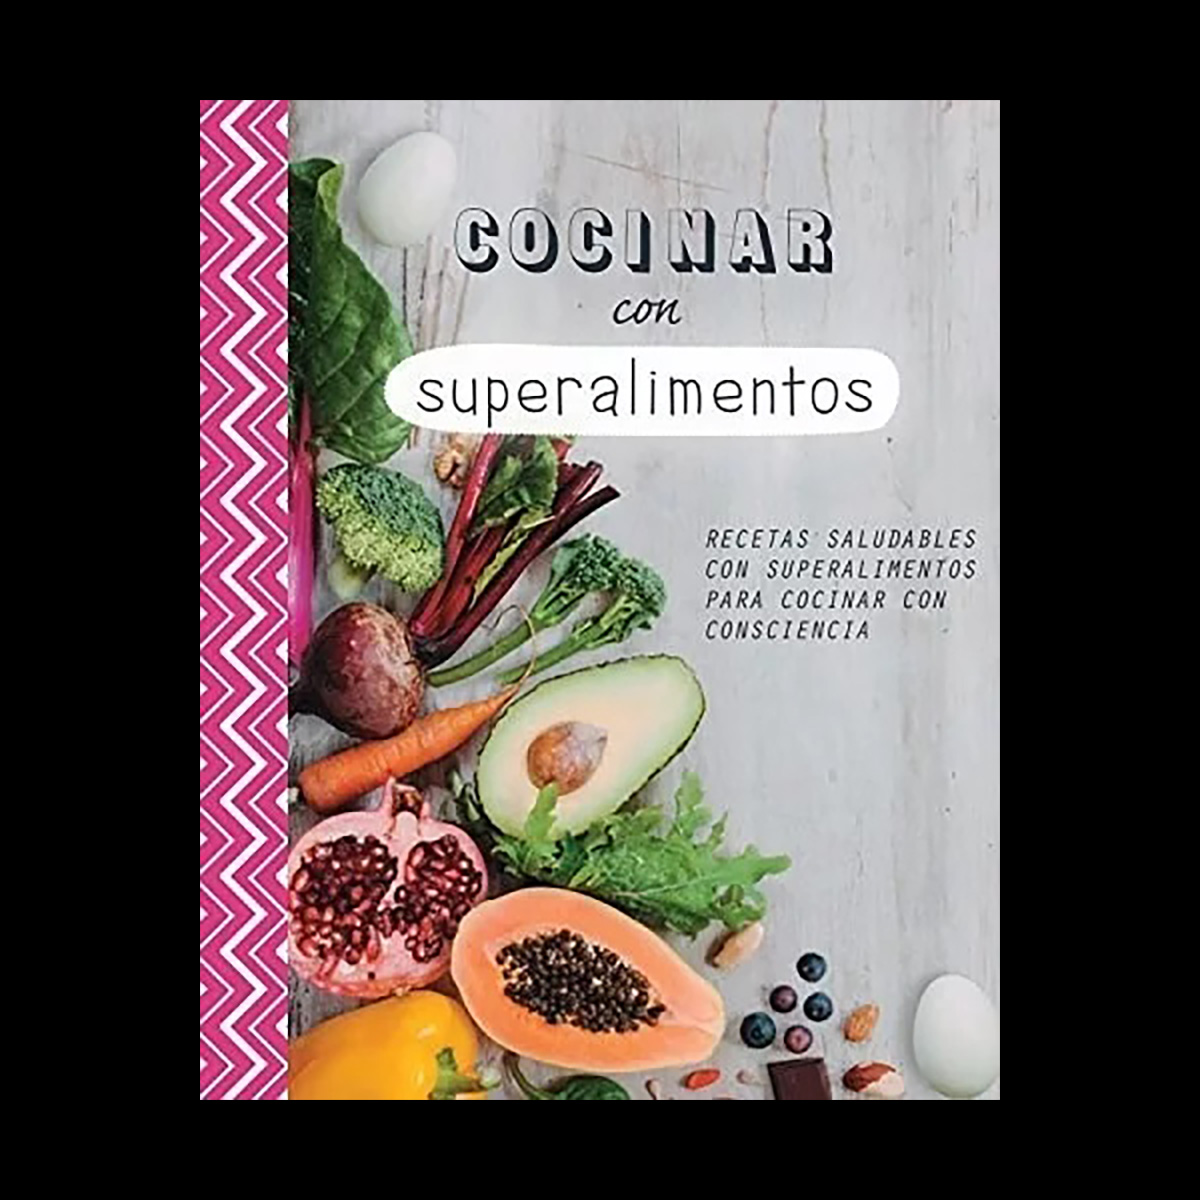 COCINAR
con
superalimentos
RECETAS SALUDABLES
CON SUPERALIMENTOS
PARA COCINAR CON
CONSCIENCIA